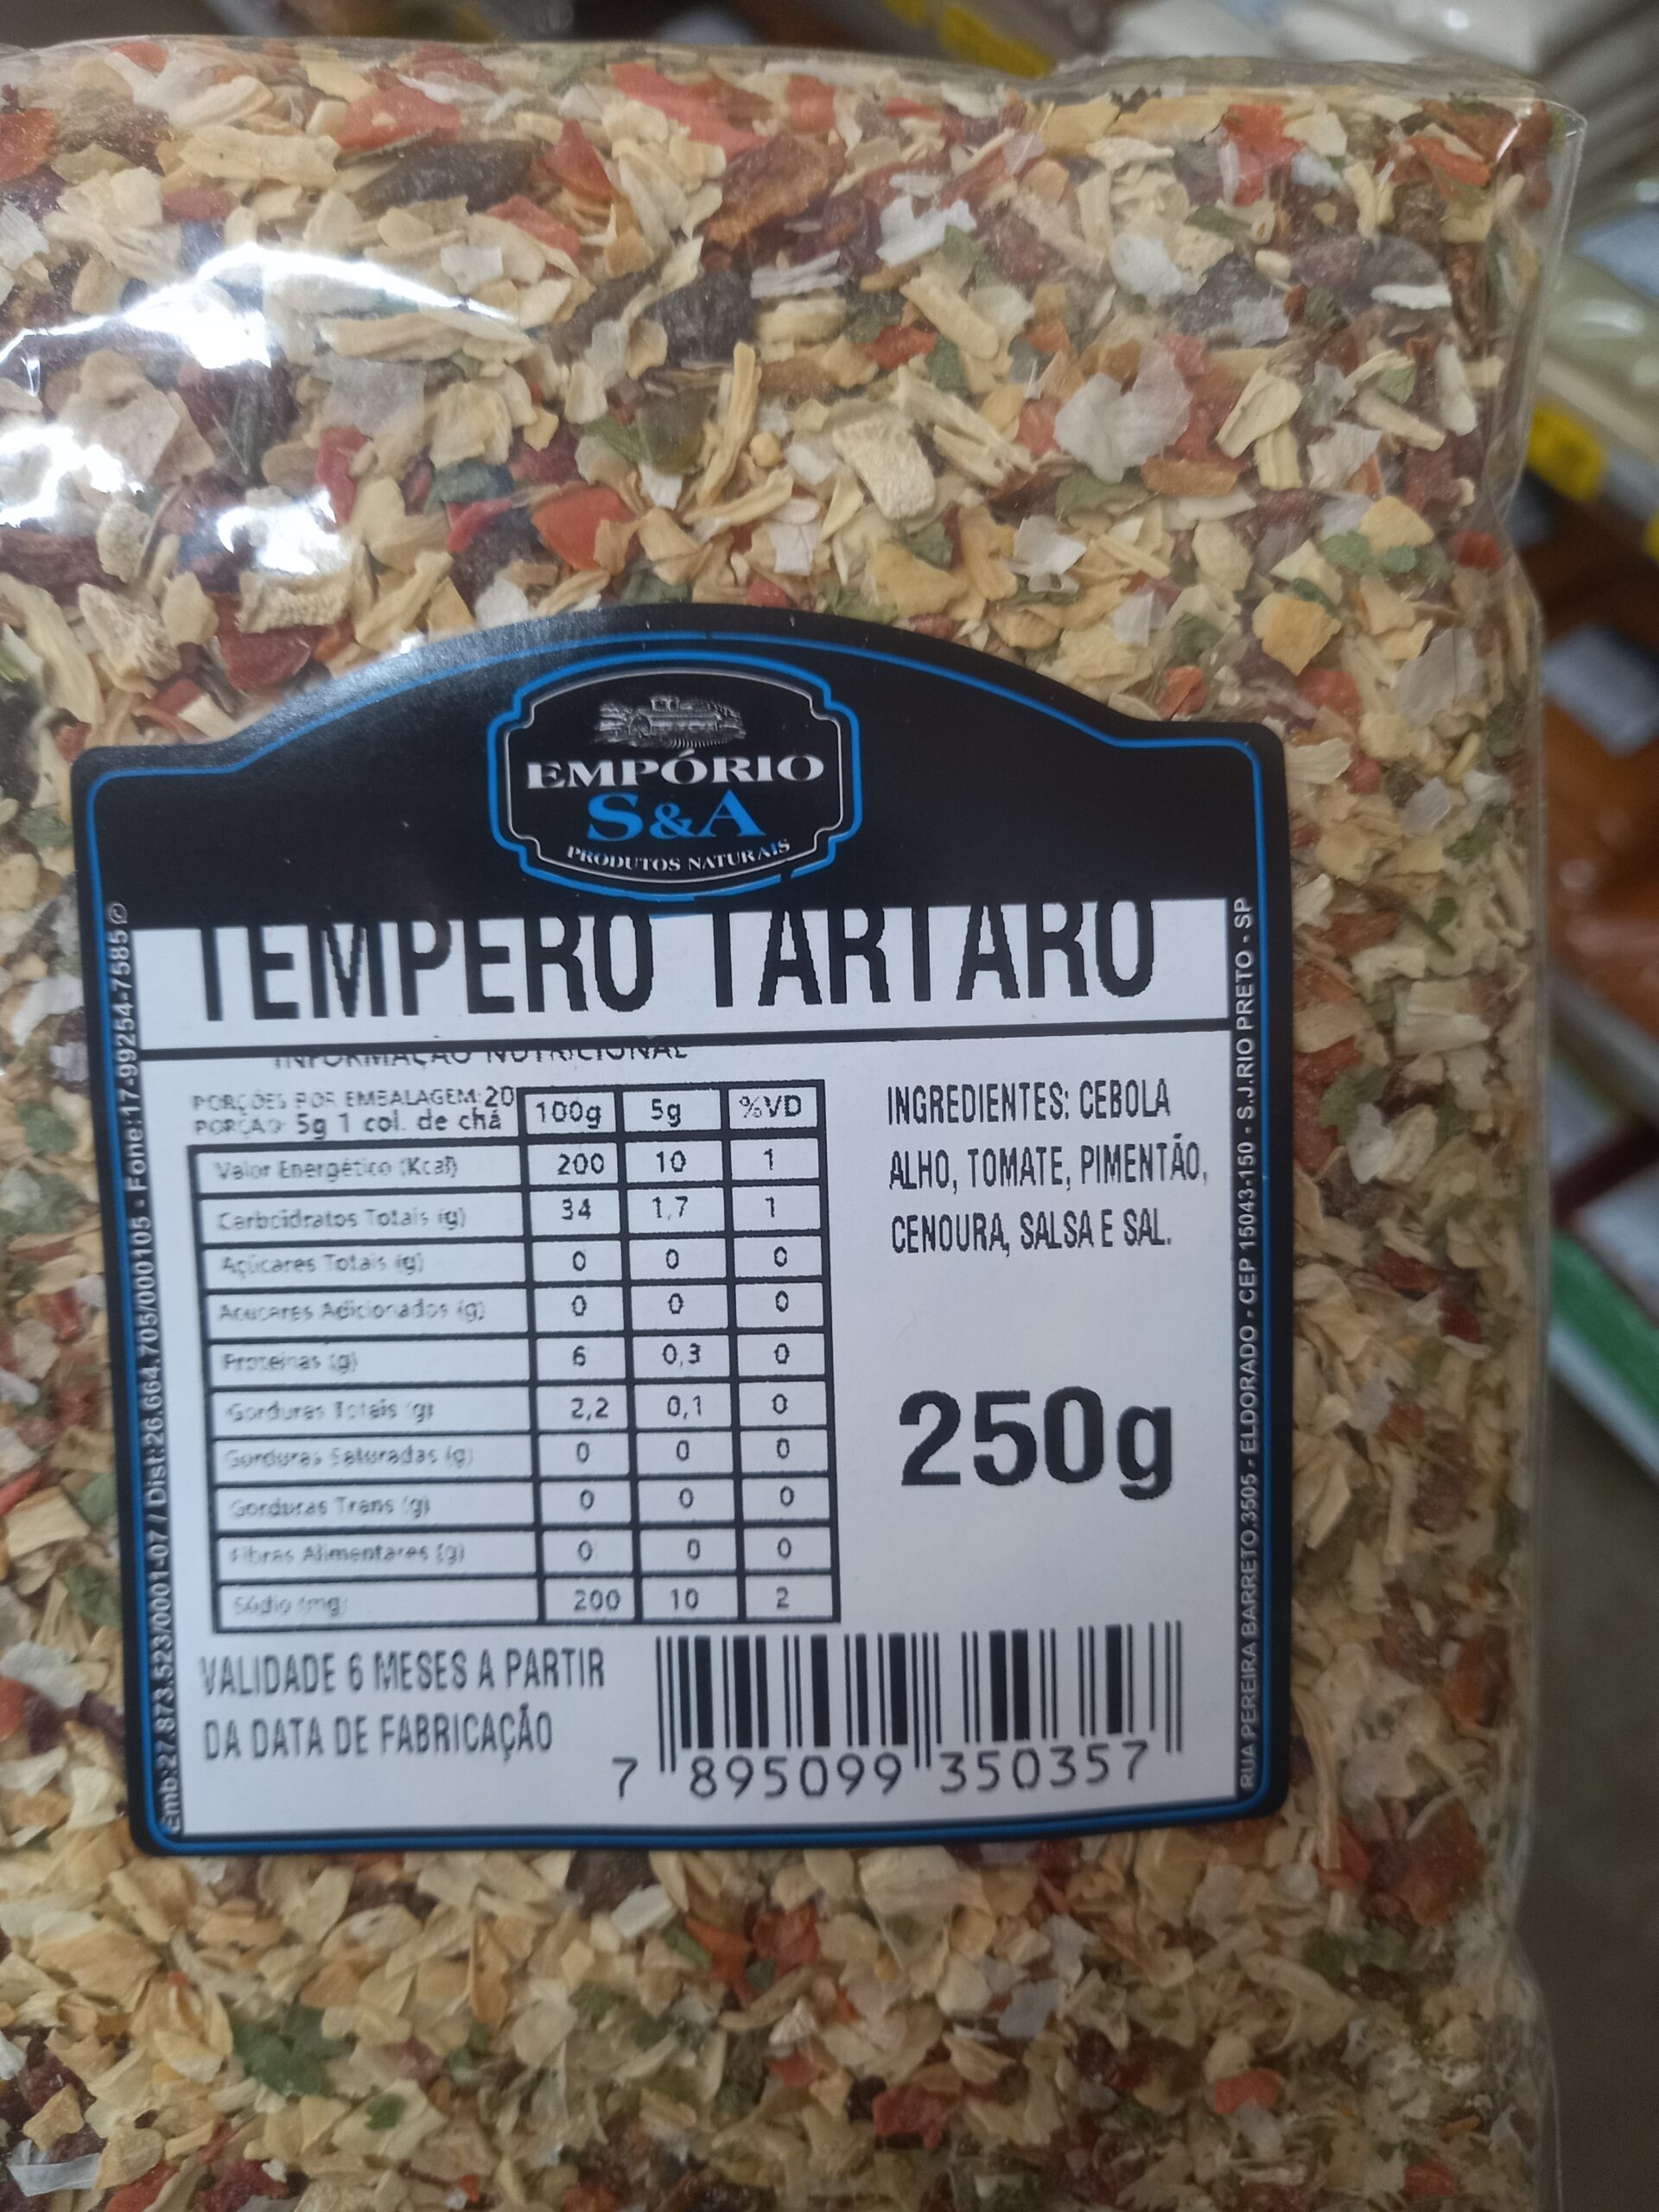 EMPÓRIO
S&A
PRODUTOS NATURAIS
TEMPERO TARTARO
INFORMAÇÃO NUTRICIONAL
PORÇÕES POR EMBALAGEM: 20
PORÇÃO 5g 1 col. de chá
100g 5g %VD
Valor Energético (Kcal) 200 10 1
Carboidratos Totais (g) 34 1,7 1
Açúcares Totais (g) 0 0 0
Acucares Adicionados (g) 0 0 0
Proteinas (g) 6 0,3 0
Gorduras Totais (g) 2,2 0,1 0
Gorduras Saturadas (g) 0 0 0
Gorduras Trans (g) 0 0 0
Fibras Alimentares (g) 0 0 0
Sódio (mg) 200 10 2
INGREDIENTES: CEBOLA
ALHO, TOMATE, PIMENTÃO,
CENOURA, SALSA E SAL.
250g
VALIDADE 6 MESES A PARTIR
DA DATA DE FABRICAÇÃO
7 895099 350357
Emb:27.873.523/0001-07 / Dist:26.664.705/000105 - Fone:17-99254-7585©
RUA PEREIRA BARRETO,3505 - ELDORADO - CEP 15043-150 - S.J.RIO PRETO - SP